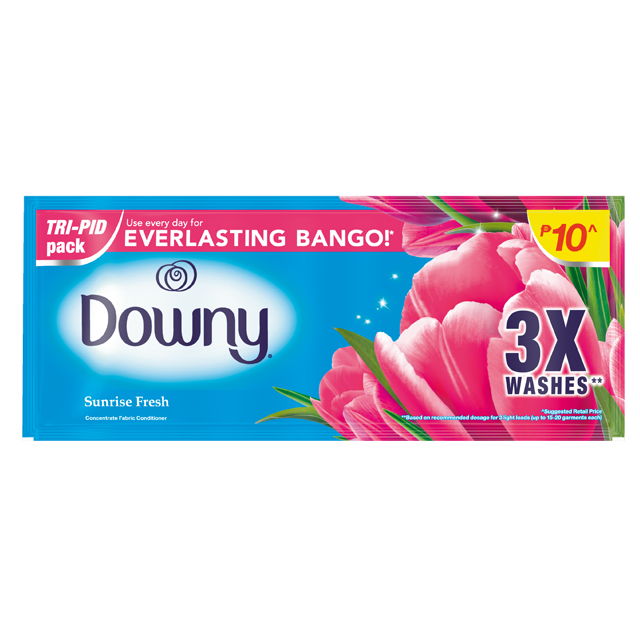 TRI-PID
pack
Use every day for
EVERLASTING BANGO!*
₱10^
Downy
3X
WASHES**
Sunrise Fresh
Concentrate Fabric Conditioner
^Suggested Retail Price
**Based on recommended dosage for 3 light loads (up to 15-20 garments each)